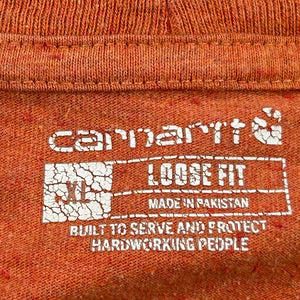 carhartt
XL
LOOSE FIT
MADE IN PAKISTAN
BUILT TO SERVE AND PROTECT
HARDWORKING PEOPLE